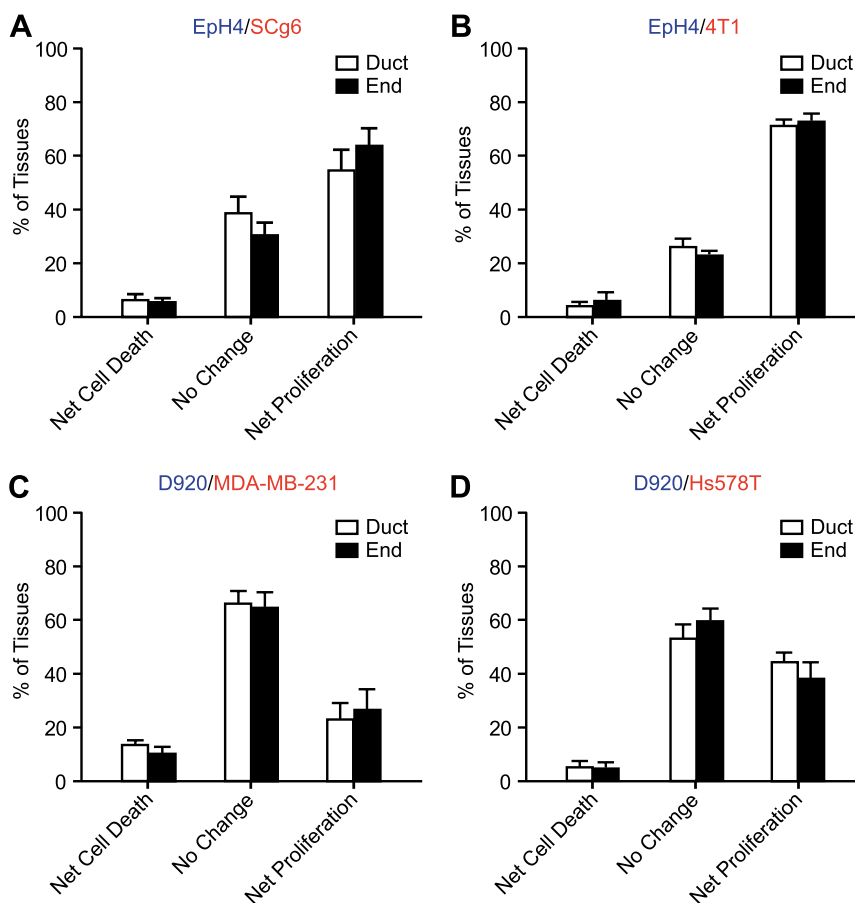 A
EpH4/SCg6
Duct
End
% of Tissues
100
80
60
40
20
0
Net Cell Death
No Change
Net Proliferation
B
EpH4/4T1
Duct
End
% of Tissues
100
80
60
40
20
0
Net Cell Death
No Change
Net Proliferation
C
D920/MDA-MB-231
Duct
End
% of Tissues
100
80
60
40
20
0
Net Cell Death
No Change
Net Proliferation
D
D920/Hs578T
Duct
End
% of Tissues
100
80
60
40
20
0
Net Cell Death
No Change
Net Proliferation